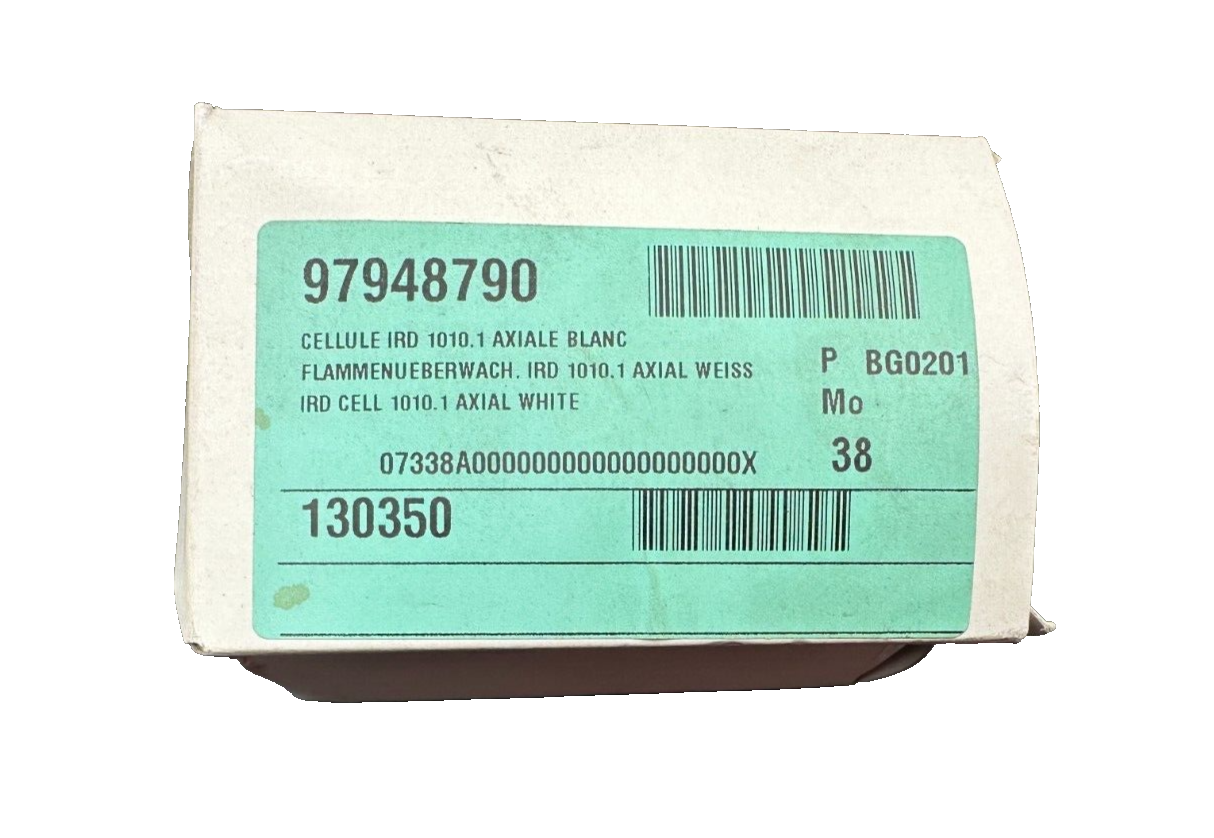 97948790
CELLULE IRD 1010.1 AXIALE BLANC
FLAMMENUEBERWACH. IRD 1010.1 AXIAL WEISS
IRD CELL 1010.1 AXIAL WHITE
P BG0201
Mo
07338A000000000000000000X 38
130350